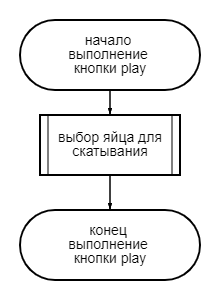 начало
выполнение
кнопки play
выбор яйца для
скатывания
конец
выполнение
кнопки play